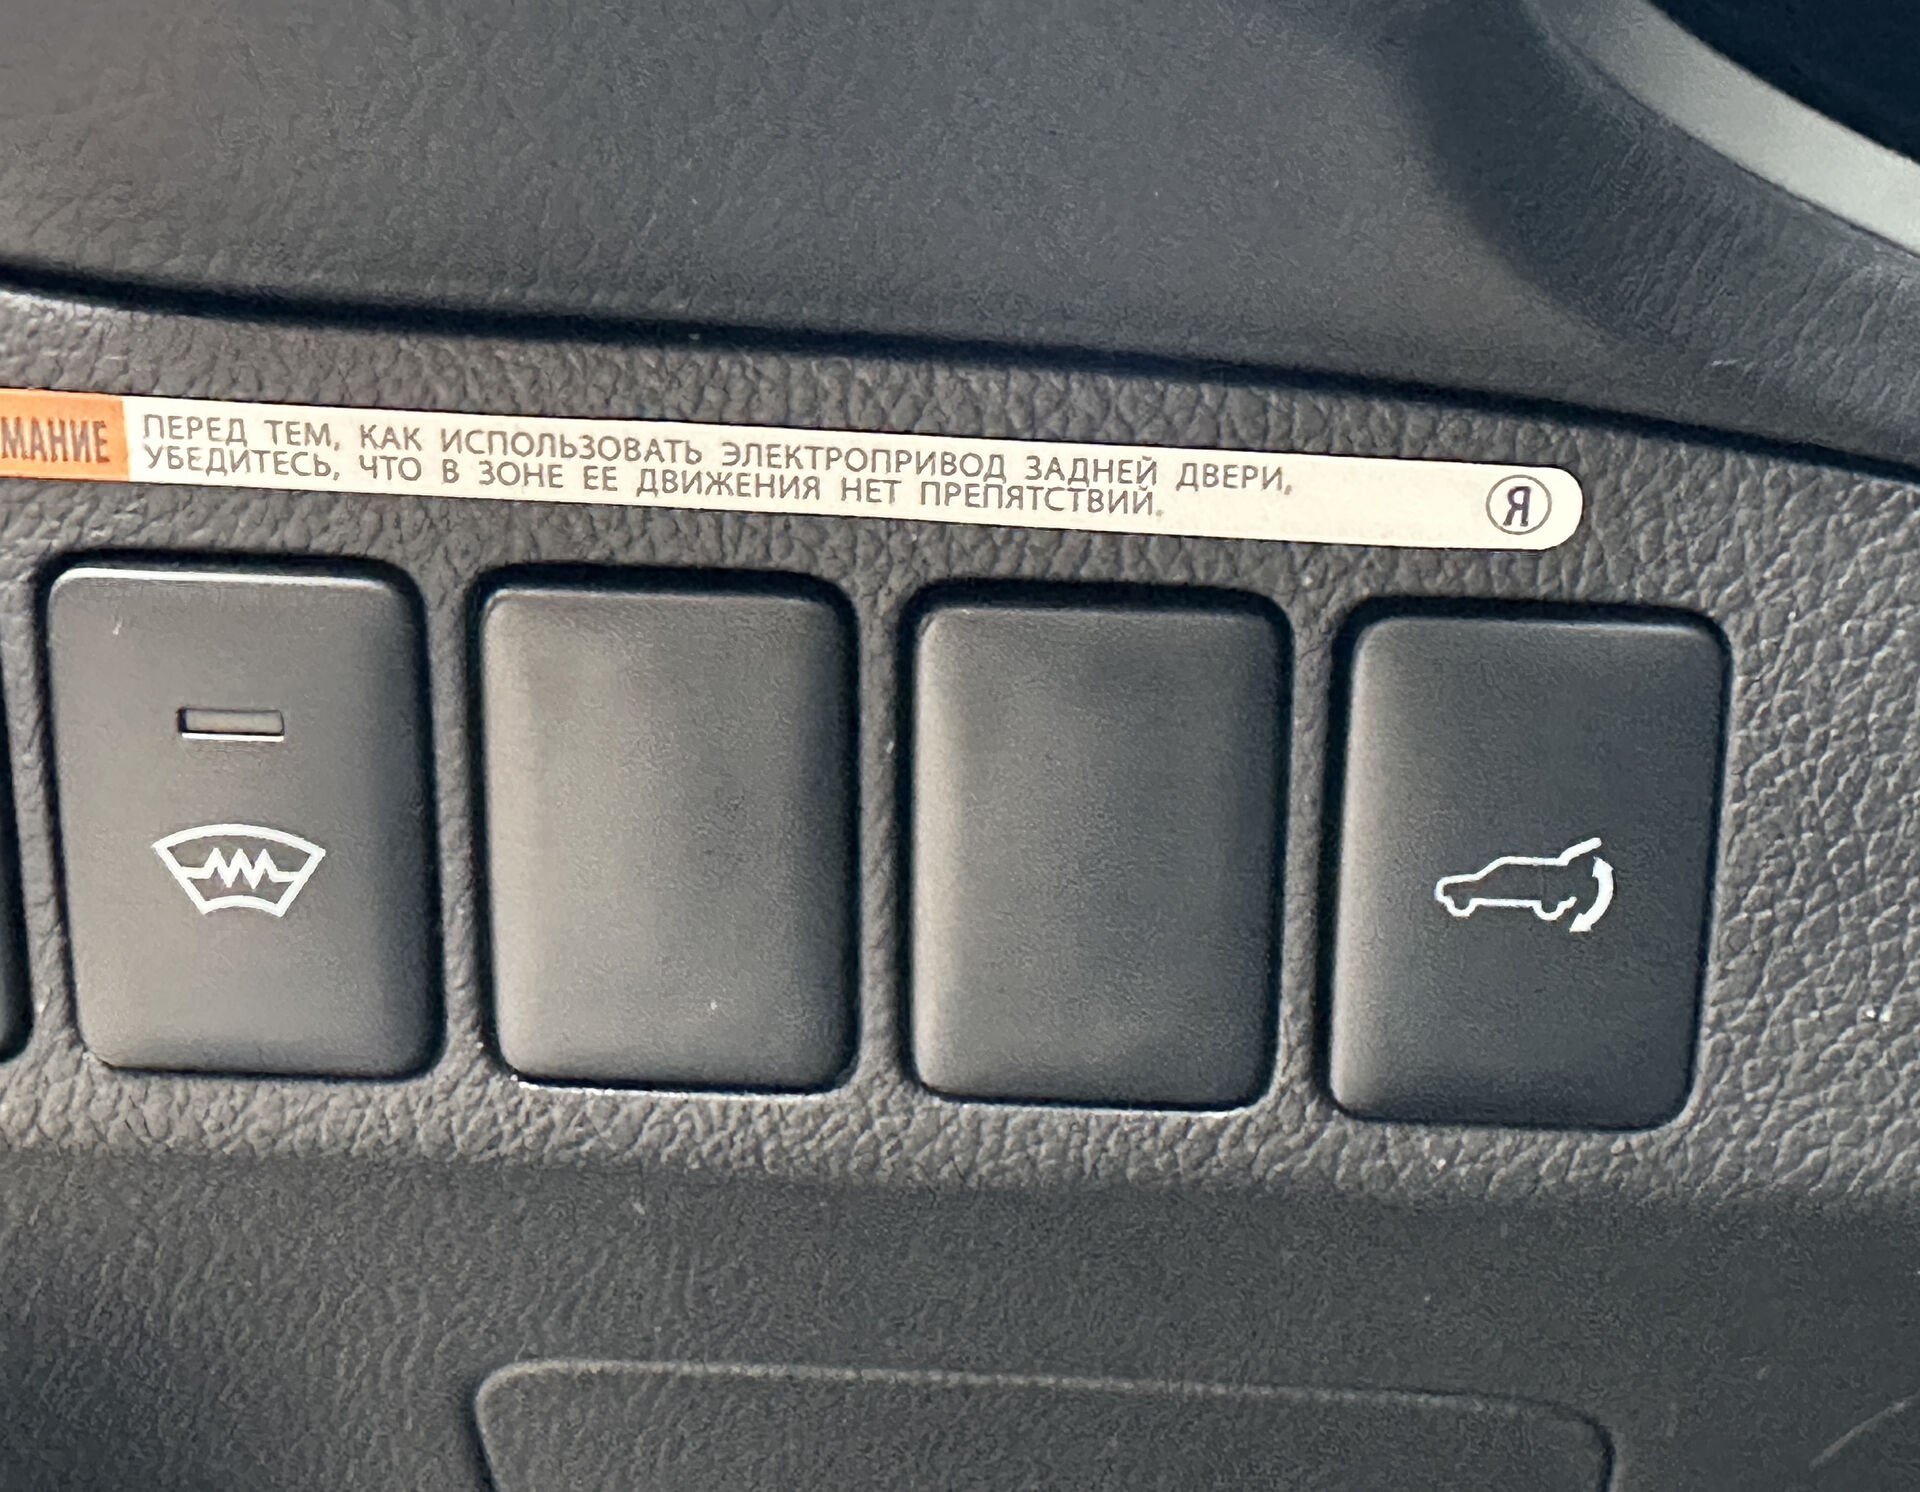 МАНИЕ
ПЕРЕД ТЕМ, КАК ИСПОЛЬЗОВАТЬ ЭЛЕКТРОПРИВОД ЗАДНЕЙ ДВЕРИ,
УБЕДИТЕСЬ, ЧТО В ЗОНЕ ЕЕ ДВИЖЕНИЯ НЕТ ПРЕПЯТСТВИЙ.
Я